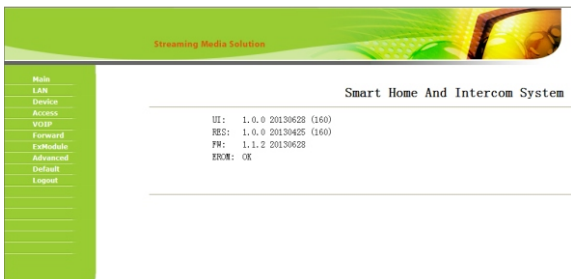 Streaming Media Solution
Main
LAN
Device
Access
VOIP
Forward
ExModule
Advanced
Default
Logout
Smart Home And Intercom System
UI: 1.0.0 20130628 (160)
RES: 1.0.0 20130425 (160)
FW: 1.1.2 20130628
EROM: OK